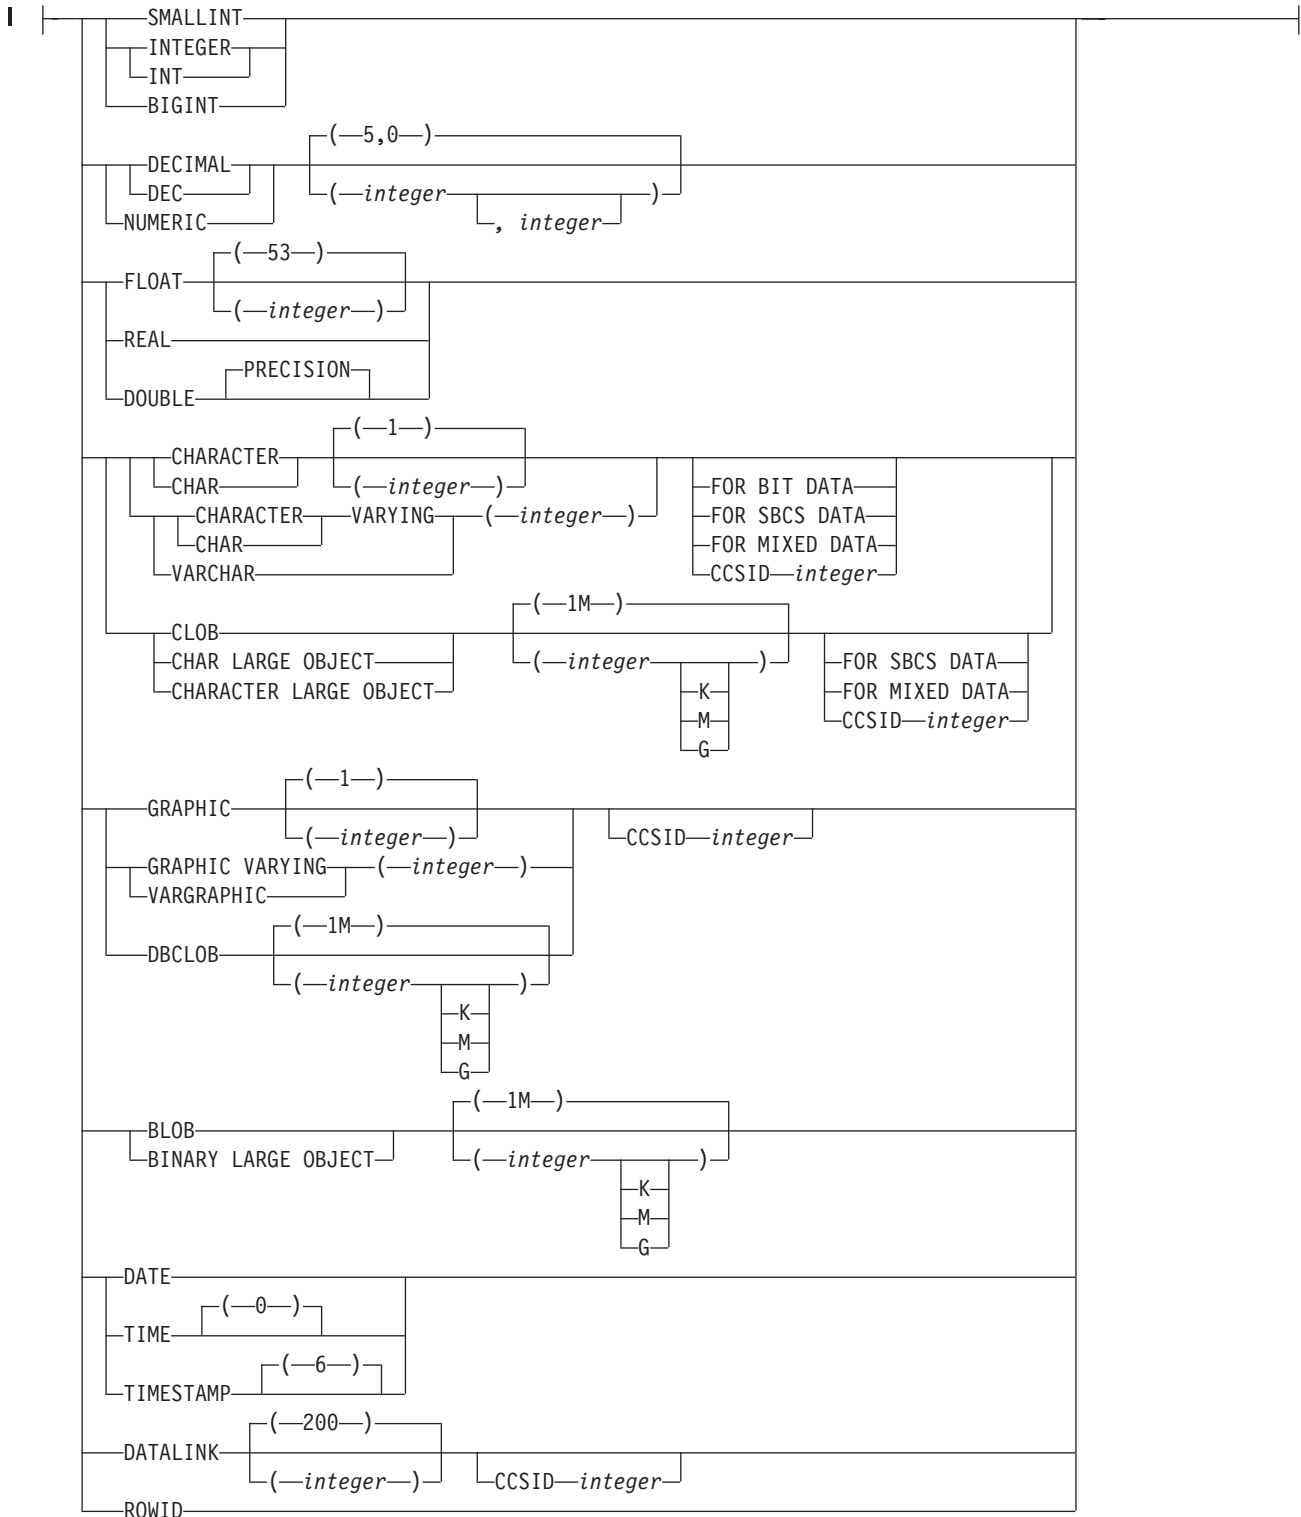 SMALLINT
INTEGER
INT
BIGINT
( 5,0 )
DECIMAL
DEC ( integer )
NUMERIC , integer
( 53 )
FLOAT
( integer )
REAL
PRECISION
DOUBLE
( 1 )
CHARACTER
CHAR ( integer ) FOR BIT DATA
CHARACTER VARYING ( integer ) FOR SBCS DATA
CHAR FOR MIXED DATA
VARCHAR CCSID integer
( 1M )
CLOB
CHAR LARGE OBJECT ( integer ) FOR SBCS DATA
CHARACTER LARGE OBJECT K FOR MIXED DATA
M CCSID integer
G
( 1 )
GRAPHIC
( integer ) CCSID integer
GRAPHIC VARYING ( integer )
VARGRAPHIC
( 1M )
DBCLOB
( integer )
K
M
G
( 1M )
BLOB
BINARY LARGE OBJECT ( integer )
K
M
G
DATE
( 0 )
TIME
( 6 )
TIMESTAMP
( 200 )
DATALINK
( integer ) CCSID integer
ROWID